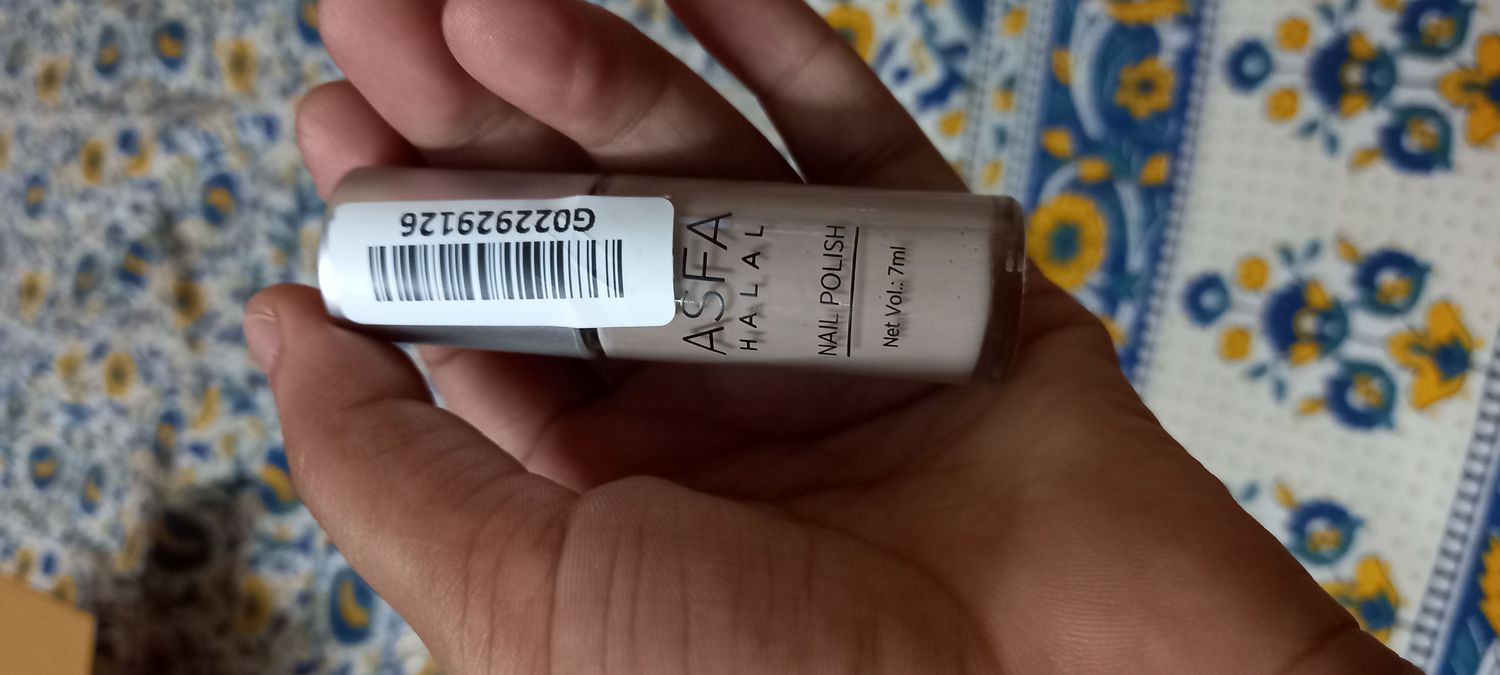 G022929126
ASFA
HALAL
NAIL POLISH
Net Vol.: 7ml